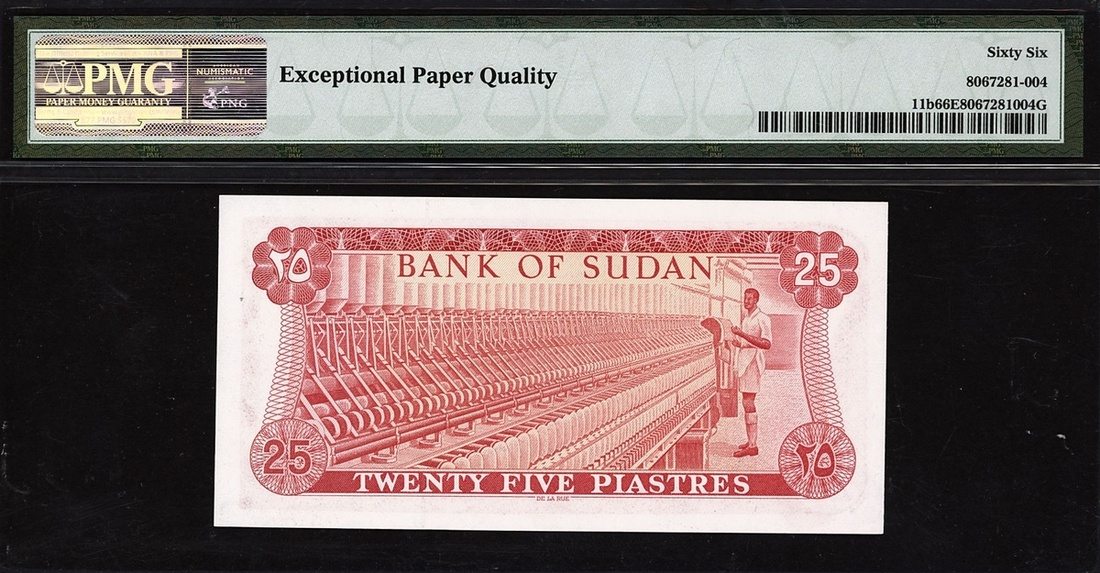 PMG
PAPER MONEY GUARANTY
NUMISMATIC
PNG
Exceptional Paper Quality
Sixty Six
8067281-004
11b66E8067281004G
٢٥
BANK OF SUDAN
25
25
٢٥
TWENTY FIVE PIASTRES
DE LA RUE